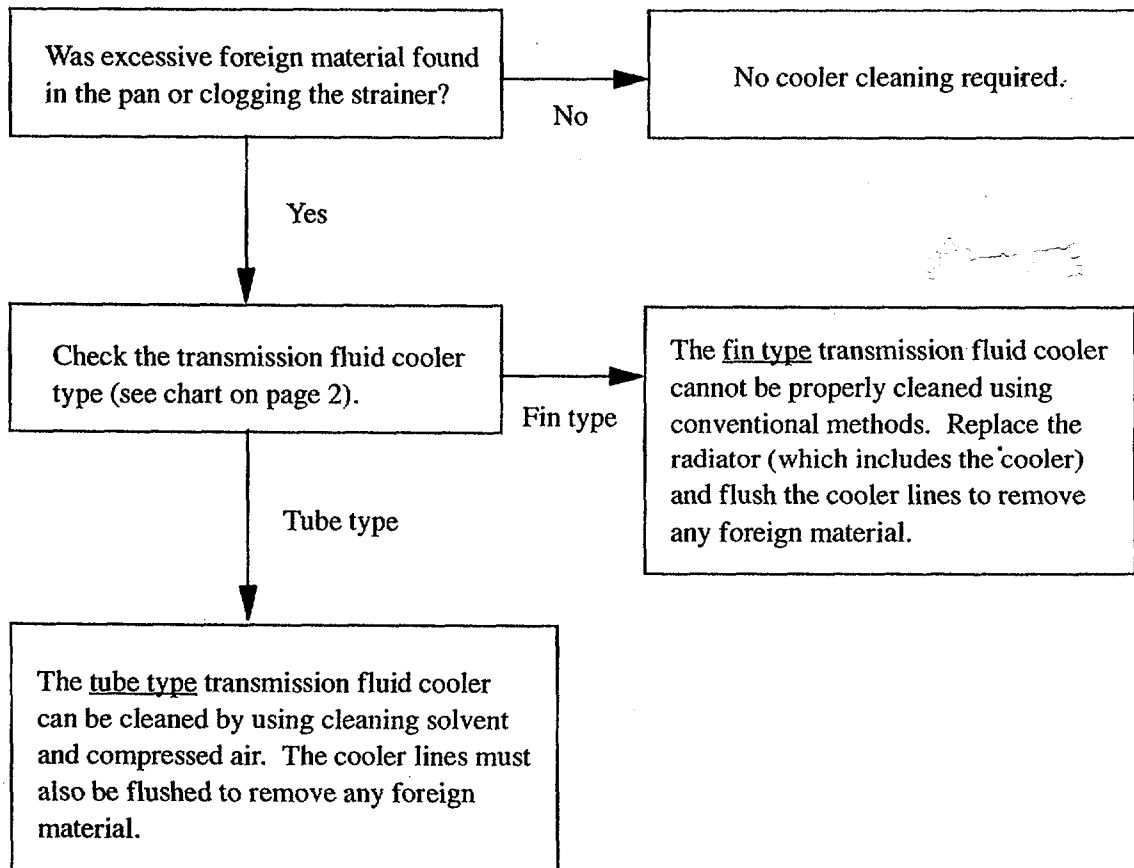 Was excessive foreign material found
in the pan or clogging the strainer?
No cooler cleaning required.
No
Yes
Check the transmission fluid cooler
type (see chart on page 2).
Fin type
The fin type transmission fluid cooler
cannot be properly cleaned using
conventional methods. Replace the
radiator (which includes the cooler)
and flush the cooler lines to remove
any foreign material.
Tube type
The tube type transmission fluid cooler
can be cleaned by using cleaning solvent
and compressed air. The cooler lines must
also be flushed to remove any foreign
material.